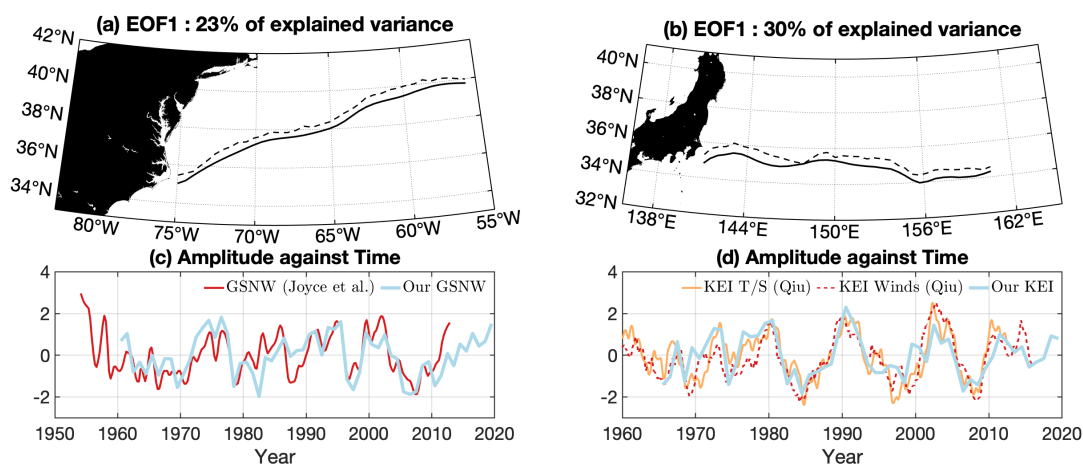 (a) EOF1 : 23% of explained variance
42°N
40°N
38°N
36°N
34°N
80°W
75°W
70°W
65°W
60°W
55°W
(b) EOF1 : 30% of explained variance
40°N
38°N
36°N
34°N
32°N
138°E
144°E
150°E
156°E
162°E
(c) Amplitude against Time
GSNW (Joyce et al.) Our GSNW
4
2
0
-2
1950 1960 1970 1980 1990 2000 2010 2020
Year
(d) Amplitude against Time
KEI T/S (Qiu) KEI Winds (Qiu) Our KEI
4
2
0
-2
1960 1970 1980 1990 2000 2010 2020
Year